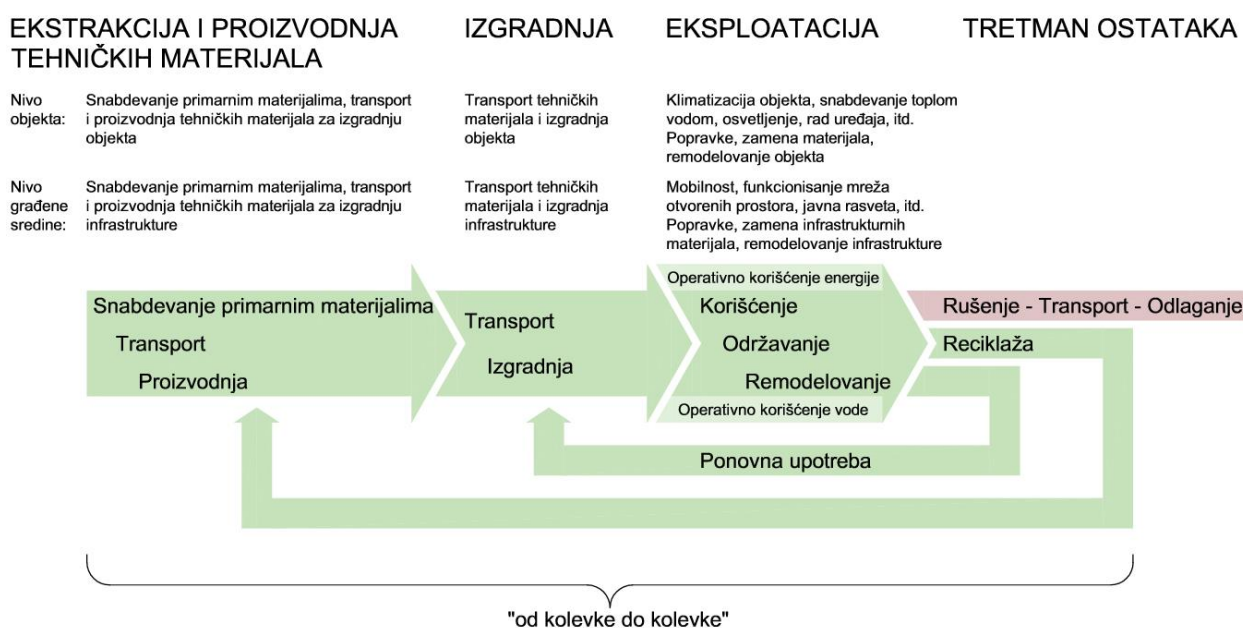 EKSTRAKCIJA I PROIZVODNJA
TEHNIČKIH MATERIJALA
IZGRADNJA
EKSPLOATACIJA
TRETMAN OSTATAKA
Nivo
objekta:
Snabdevanje primarnim materijalima, transport
i proizvodnja tehničkih materijala za izgradnju
objekta
Transport tehničkih
materijala i izgradnja
objekta
Klimatizacija objekta, snabdevanje toplom
vodom, osvetljenje, rad uređaja, itd.
Popravke, zamena materijala,
remodelovanje objekta
Nivo
građene
sredine:
Snabdevanje primarnim materijalima, transport
i proizvodnja tehničkih materijala za izgradnju
infrastrukture
Transport tehničkih
materijala i izgradnja
infrastrukture
Mobilnost, funkcionisanje mreža
otvorenih prostora, javna rasveta, itd.
Popravke, zamena infrastrukturnih
materijala, remodelovanje infrastrukture
Snabdevanje primarnim materijalima
Transport
Proizvodnja
Transport
Izgradnja
Operativno korišćenje energije
Korišćenje
Održavanje
Remodelovanje
Operativno korišćenje vode
Rušenje - Transport - Odlaganje
Reciklaža
Ponovna upotreba
"od kolevke do kolevke"